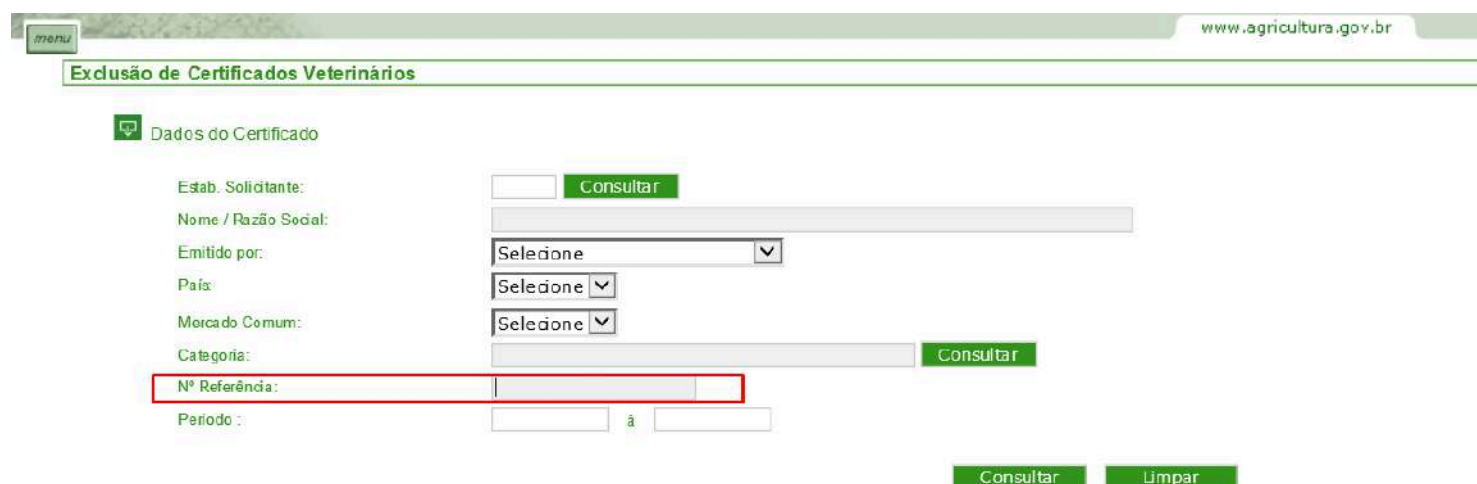 menu
www.agricultura.gov.br
Exclusão de Certificados Veterinários
Dados do Certificado
Estab. Solicitante: Consultar
Nome / Razão Social:
Emitido por: Selecione
País: Selecione
Mercado Comum: Selecione
Categoria: Consultar
Nº Referência:
Periodo : à
Consultar Limpar